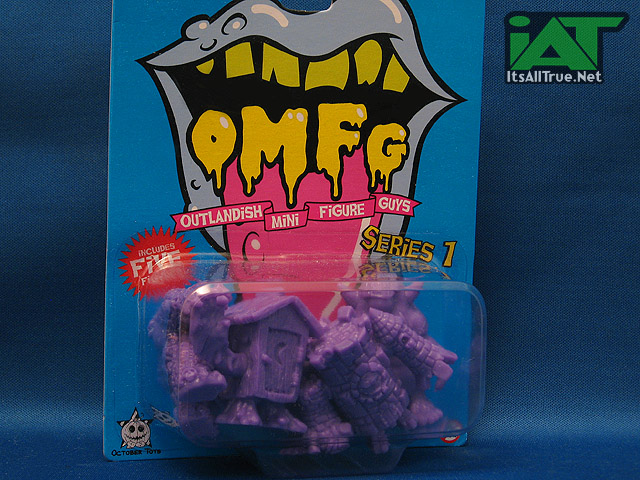 iAT
ItsAllTrue.Net
OMFG
OUTLANDiSH MiNi FiGURE GUYS
SERiES 1
INCLUDES
FiVE
OCTOBER TOYS